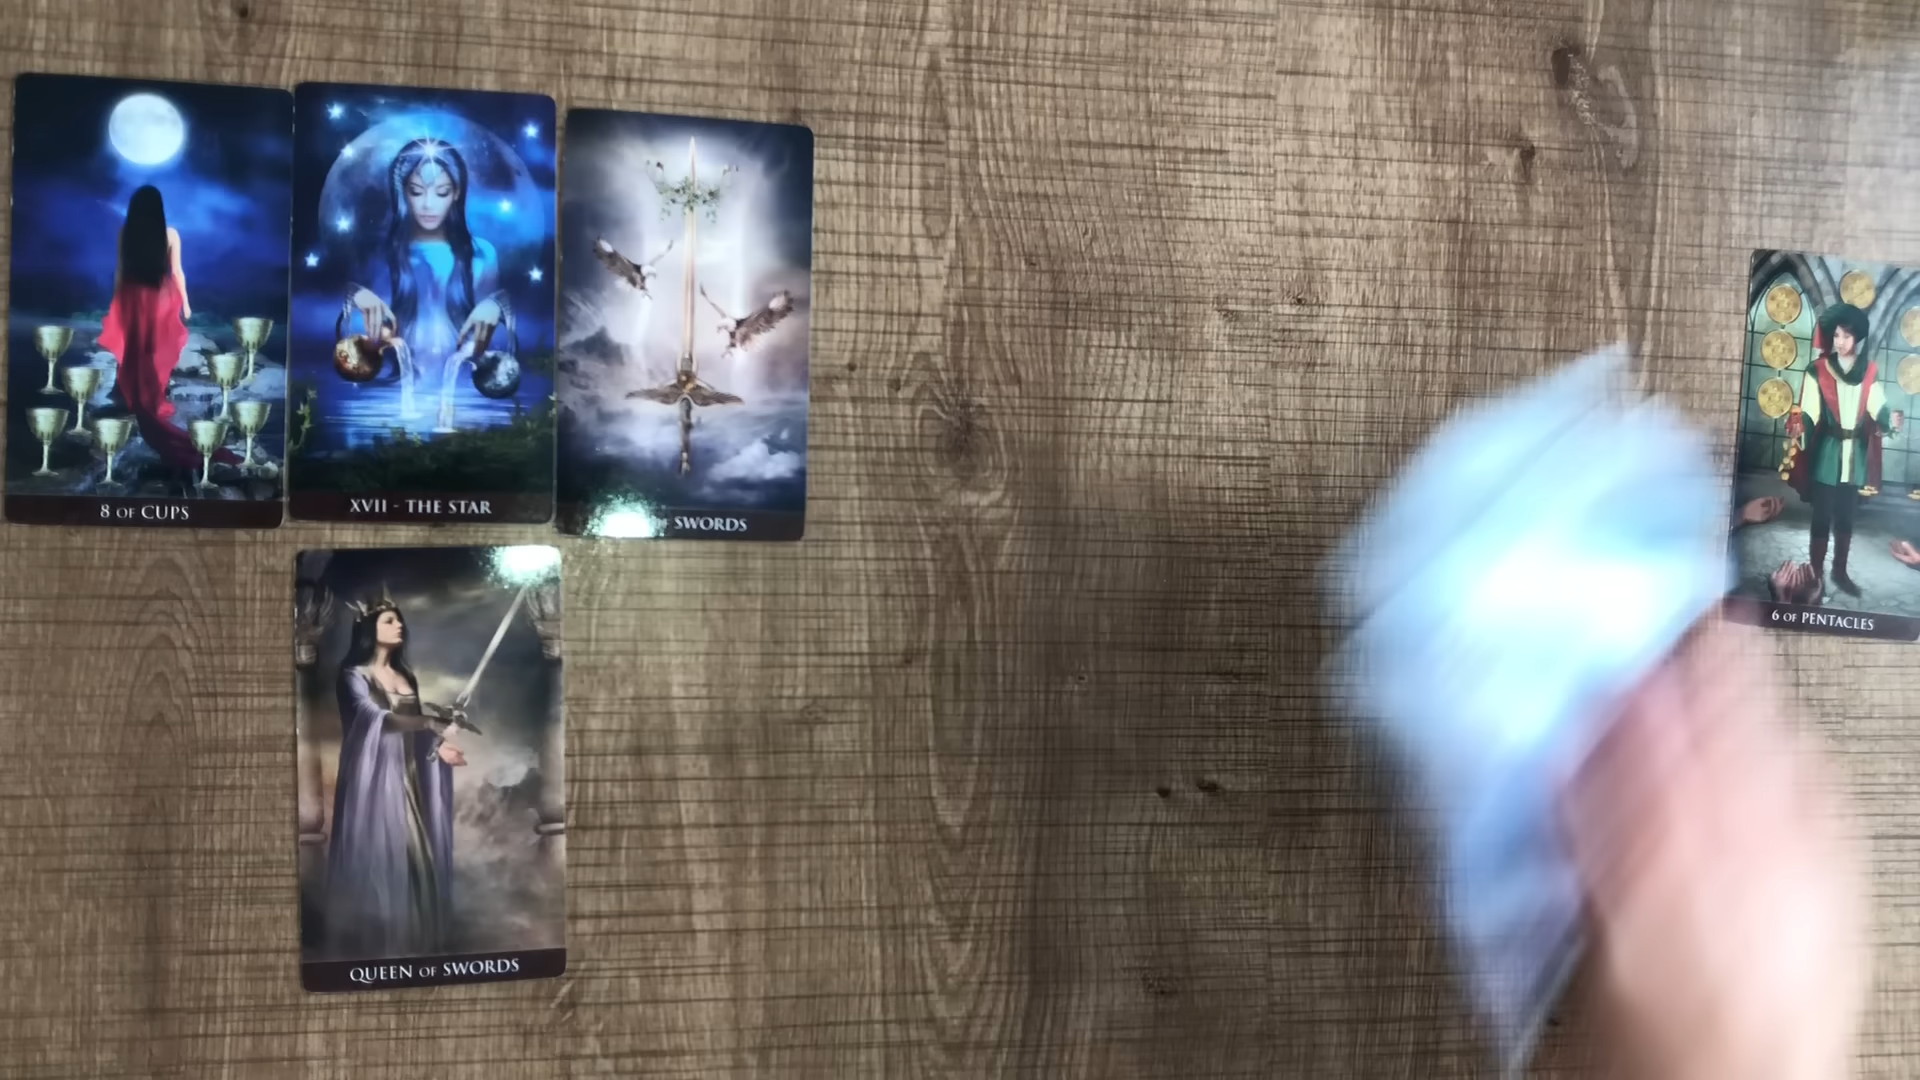 8 OF CUPS
XVII - THE STAR
SWORDS
QUEEN OF SWORDS
6 OF PENTACLES